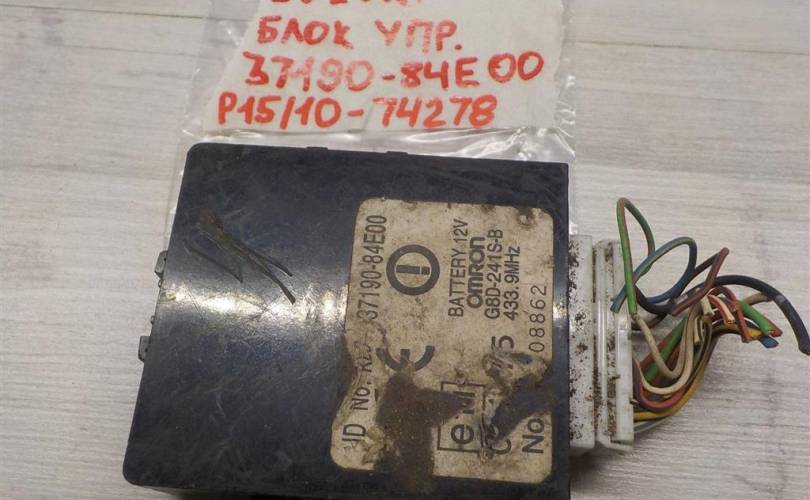 БЛОК УПР.
37190-84E00
P15/10-74278
ID No.
37190-84E00
BATTERY 12V
OMRON
G8D-241S-B
433.9MHz
No.
08862